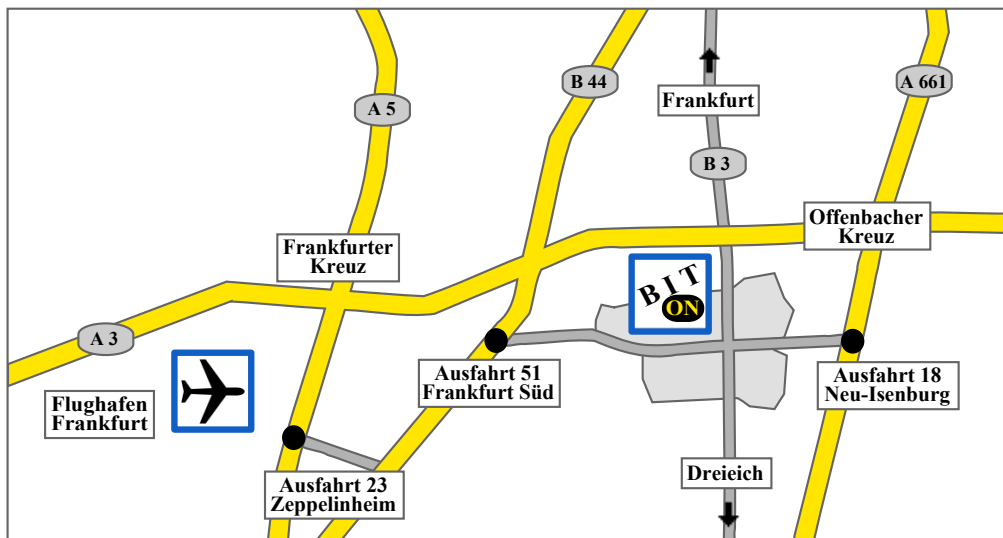 B 44
A 661
A 5
Frankfurt
B 3
Offenbacher
Kreuz
Frankfurter
Kreuz
BIT
ON
A 3
Ausfahrt 51
Frankfurt Süd
Ausfahrt 18
Neu-Isenburg
Flughafen
Frankfurt
Dreieich
Ausfahrt 23
Zeppelinheim